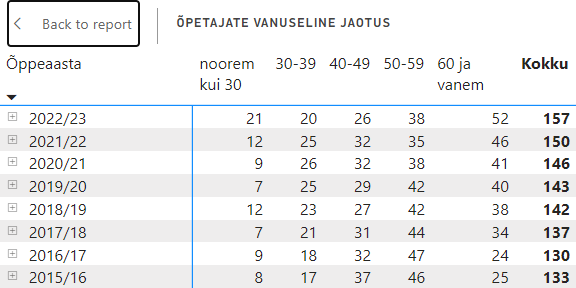 Back to report
ÕPETAJATE VANUSELINE JAOTUS
Õppeaasta noorem kui 30 30-39 40-49 50-59 60 ja vanem Kokku
2022/23 21 20 26 38 52 157
2021/22 12 25 32 35 46 150
2020/21 9 26 32 38 41 146
2019/20 7 25 29 42 40 143
2018/19 12 23 27 42 38 142
2017/18 7 21 31 44 34 137
2016/17 9 18 32 47 24 130
2015/16 8 17 37 46 25 133